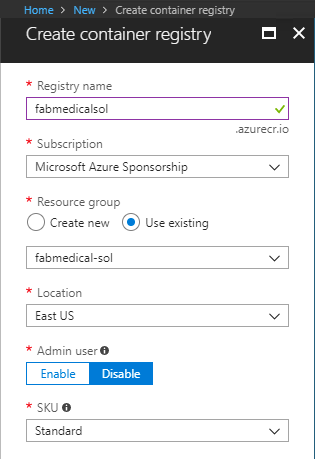 Home > New > Create container registry
Create container registry
* Registry name
fabmedicalsol
.azurecr.io
* Subscription
Microsoft Azure Sponsorship
* Resource group
Create new Use existing
fabmedical-sol
* Location
East US
* Admin user
Enable Disable
* SKU
Standard